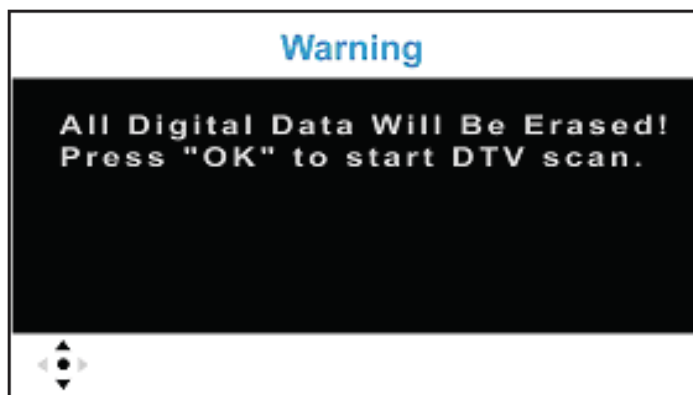 Warning
All Digital Data Will Be Erased!
Press "OK" to start DTV scan.